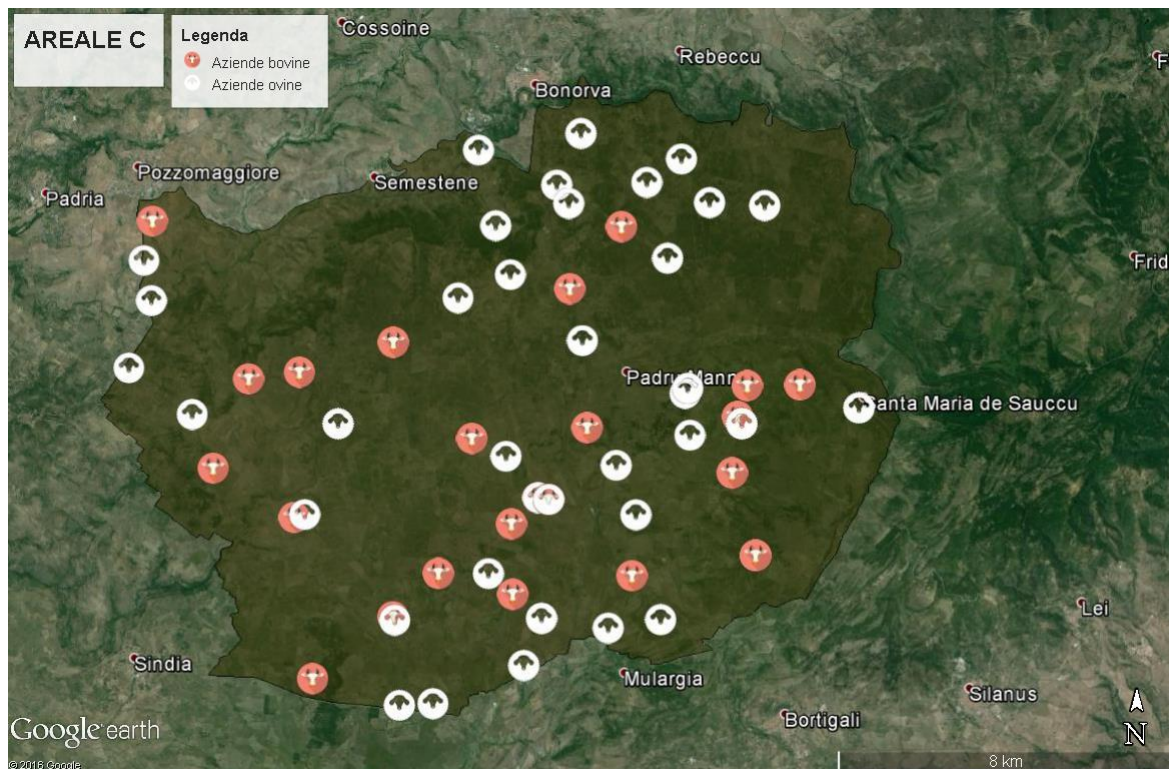 AREALE C
Legenda
Aziende bovine
Aziende ovine
Cossoine
Rebeccu
F
Bonorva
Pozzomaggiore
Semestene
Padria
Frid
Padru Mann
Santa Maria de Sauccu
Lei
Sindia
Mulargia
Silanus
Bortigali
Google earth
N
© 2016 Google
8 km